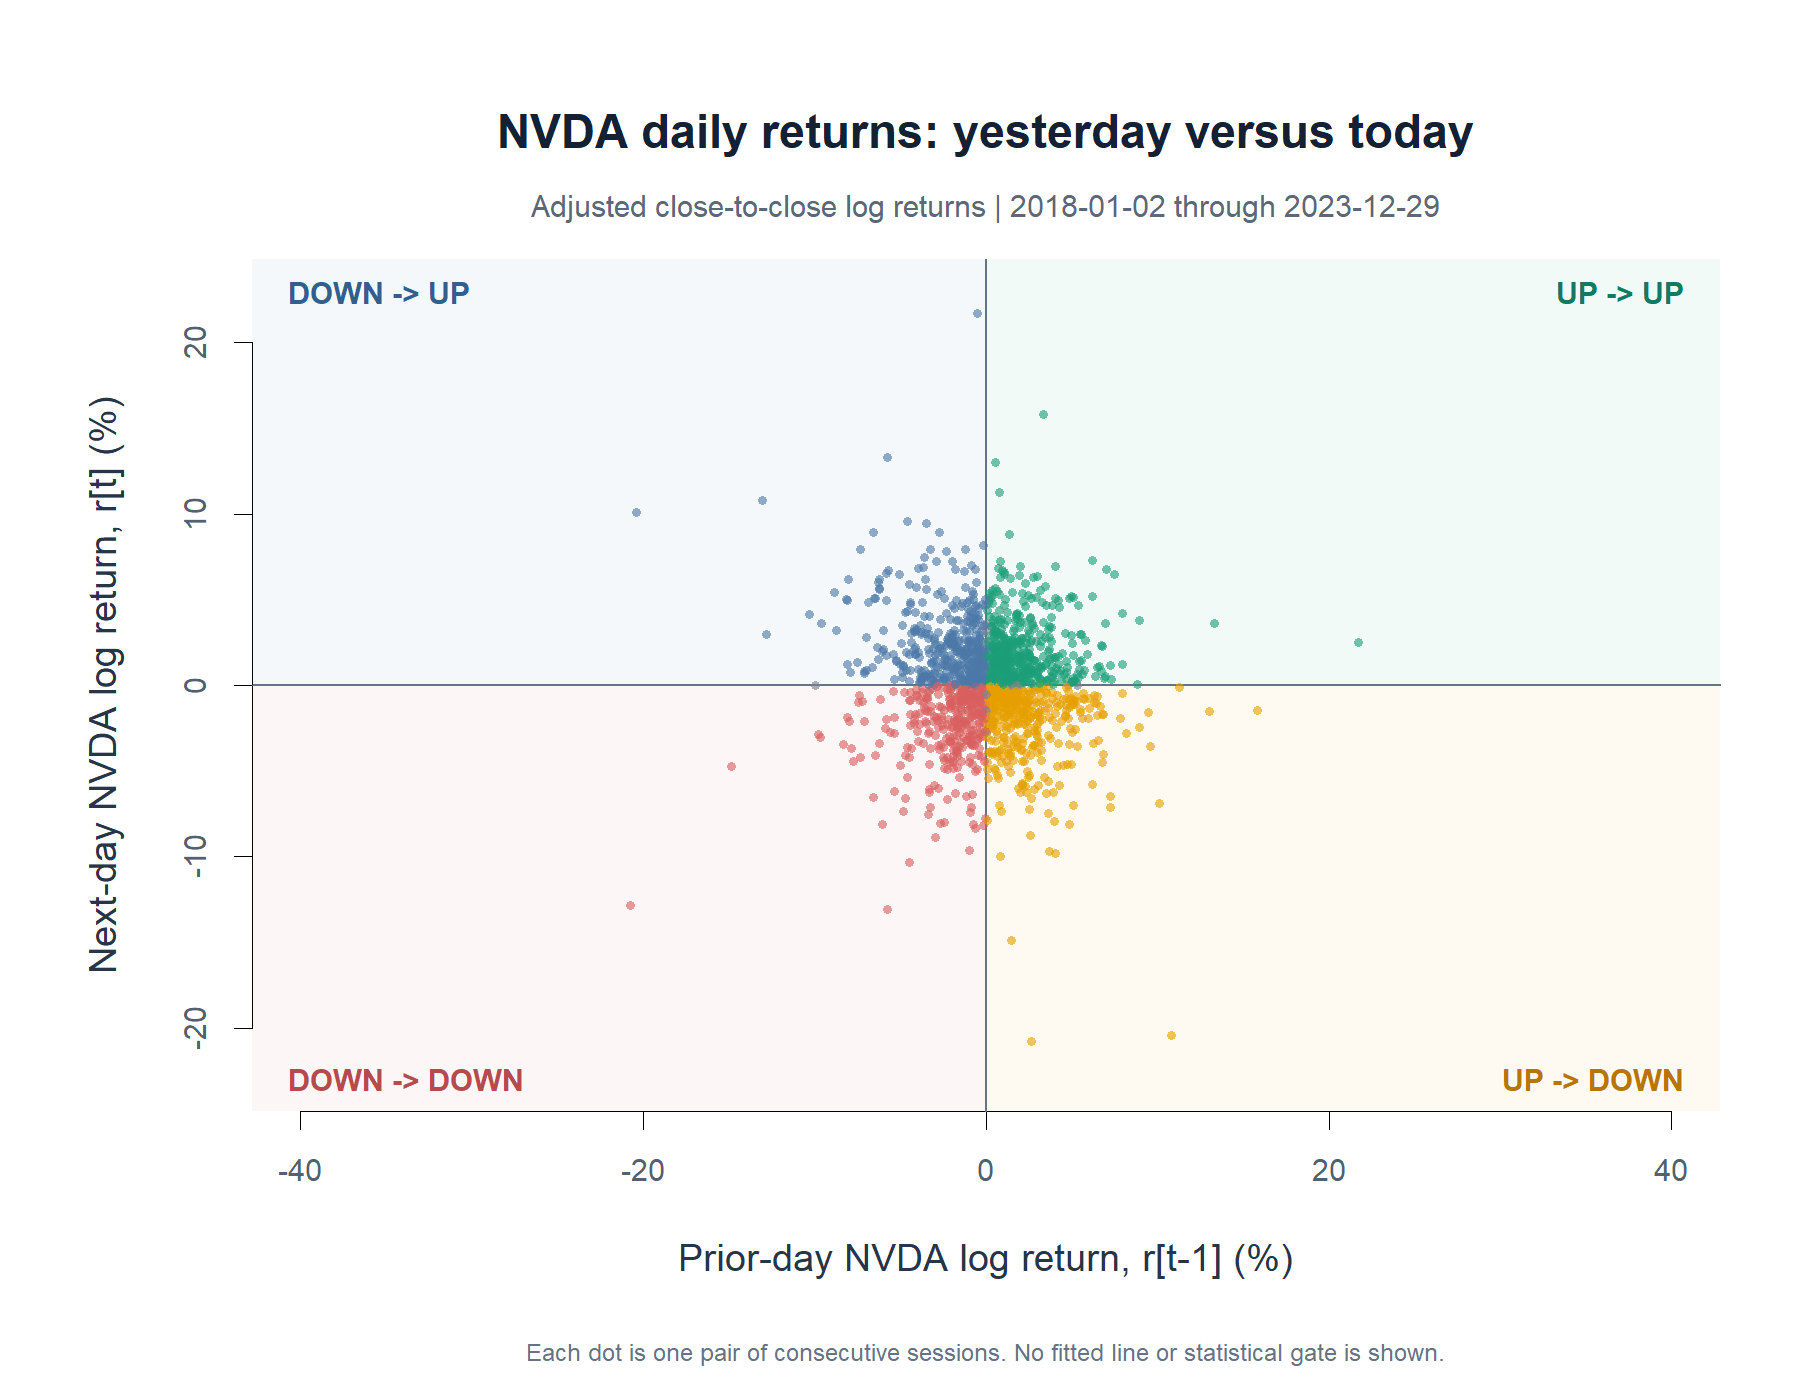 NVDA daily returns: yesterday versus today
Adjusted close-to-close log returns | 2018-01-02 through 2023-12-29
DOWN -> UP
UP -> UP
20
10
0
-10
-20
Next-day NVDA log return, r[t] (%)
DOWN -> DOWN
UP -> DOWN
-40
-20
0
20
40
Prior-day NVDA log return, r[t-1] (%)
Each dot is one pair of consecutive sessions. No fitted line or statistical gate is shown.